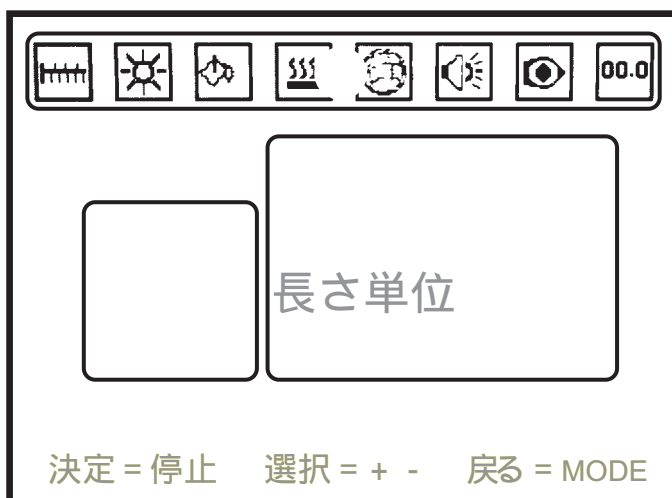 00.0
長さ単位
決定 = 停止 選択 = + - 戻る = MODE